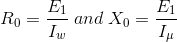 R_0 = \frac{E_1}{I_w} and X_0 = \frac{E_1}{I_\mu}